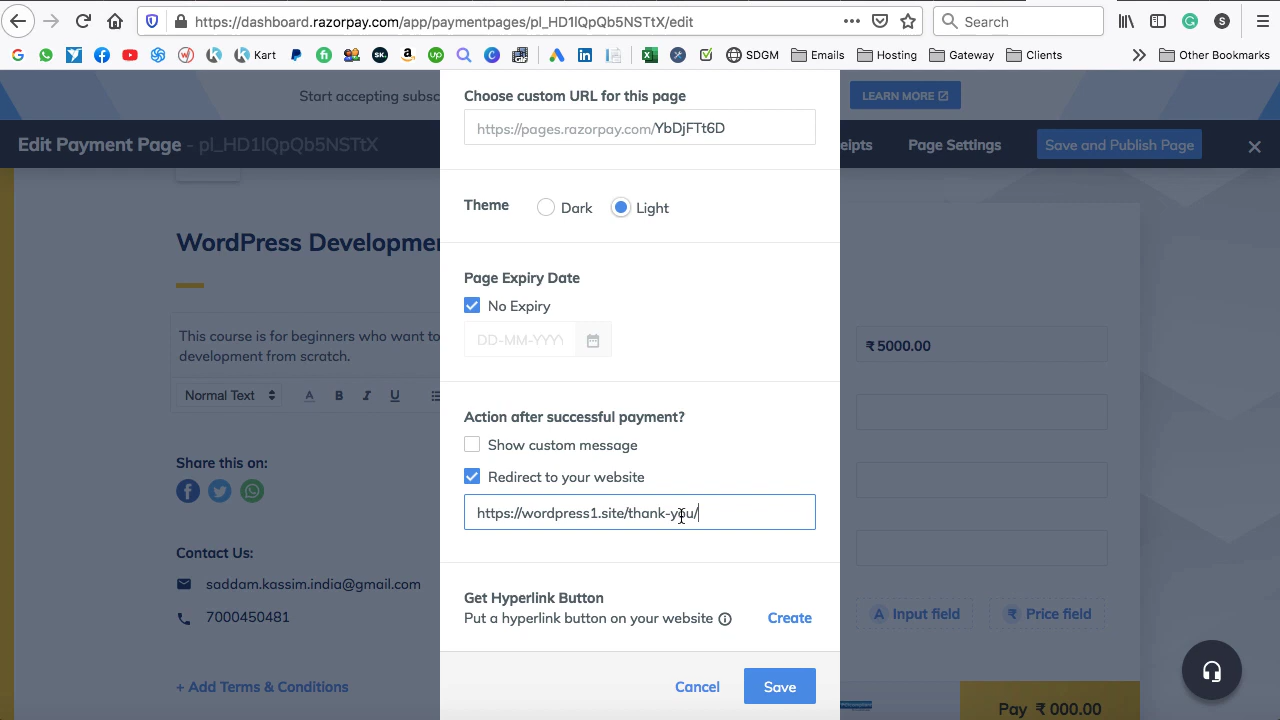 https://dashboard.razorpay.com/app/paymentpages/pl_HD1lQpQb5NSTtX/edit
Search
Kart
SDGM
Emails
Hosting
Gateway
Clients
Other Bookmarks
Start accepting subsc
LEARN MORE
Edit Payment Page - pl_HD1lQpQb5NSTtX
eipts
Page Settings
Save and Publish Page
Choose custom URL for this page
https://pages.razorpay.com/YbDjFTt6D
Theme
Dark
Light
WordPress Developmer
Page Expiry Date
No Expiry
DD-MM-YYYY
This course is for beginners who want to
development from scratch.
₹ 5000.00
Normal Text
A B I U
Action after successful payment?
Show custom message
Redirect to your website
https://wordpress1.site/thank-you/
Share this on:
Contact Us:
saddam.kassim.india@gmail.com
7000450481
Get Hyperlink Button
Put a hyperlink button on your website
Create
A Input field
₹ Price field
+ Add Terms & Conditions
Cancel
Save
Pay ₹ 000.00